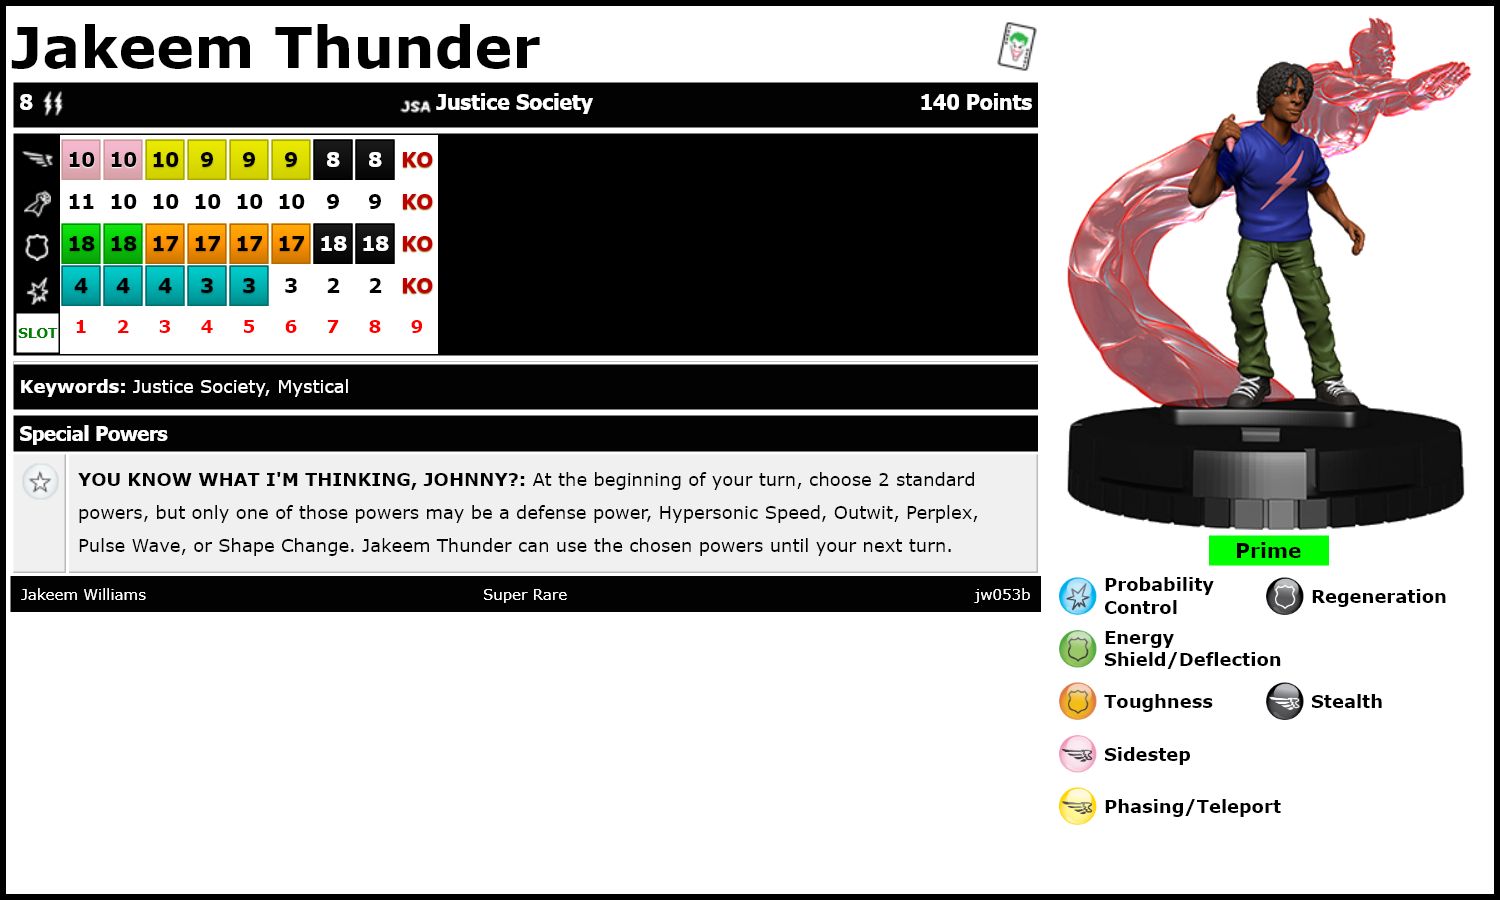 Jakeem Thunder
8 JSA Justice Society 140 Points
10 10 10 9 9 9 8 8 KO
11 10 10 10 10 10 9 9 KO
18 18 17 17 17 17 18 18 KO
4 4 4 3 3 3 2 2 KO
SLOT 1 2 3 4 5 6 7 8 9
Keywords: Justice Society, Mystical
Special Powers
YOU KNOW WHAT I'M THINKING, JOHNNY?: At the beginning of your turn, choose 2 standard
powers, but only one of those powers may be a defense power, Hypersonic Speed, Outwit, Perplex,
Pulse Wave, or Shape Change. Jakeem Thunder can use the chosen powers until your next turn.
Jakeem Williams Super Rare jw053b
Prime
Probability
Control
Regeneration
Energy
Shield/Deflection
Toughness
Stealth
Sidestep
Phasing/Teleport